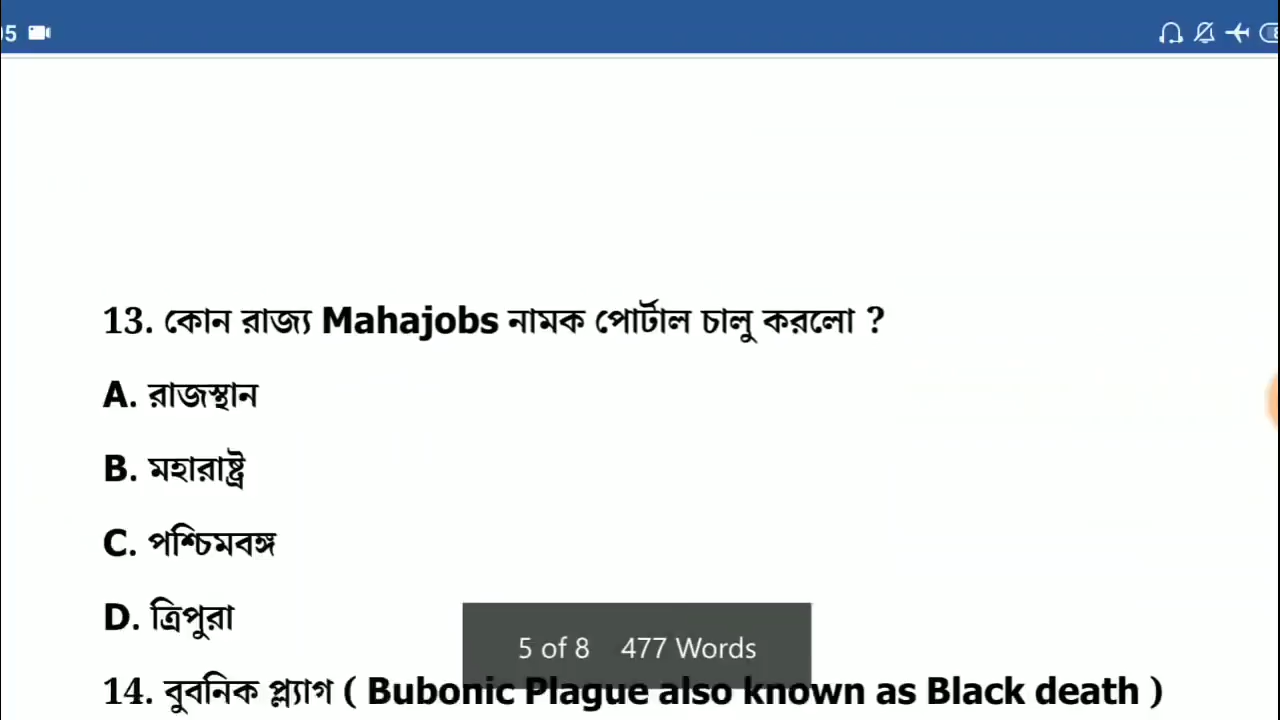 05
13. কোন রাজ্য Mahajobs নামক পোর্টাল চালু করলো ?
A. রাজস্থান
B. মহারাষ্ট্র
C. পশ্চিমবঙ্গ
D. ত্রিপুরা
5 of 8 477 Words
14. বুবনিক প্ল্যাগ ( Bubonic Plague also known as Black death )